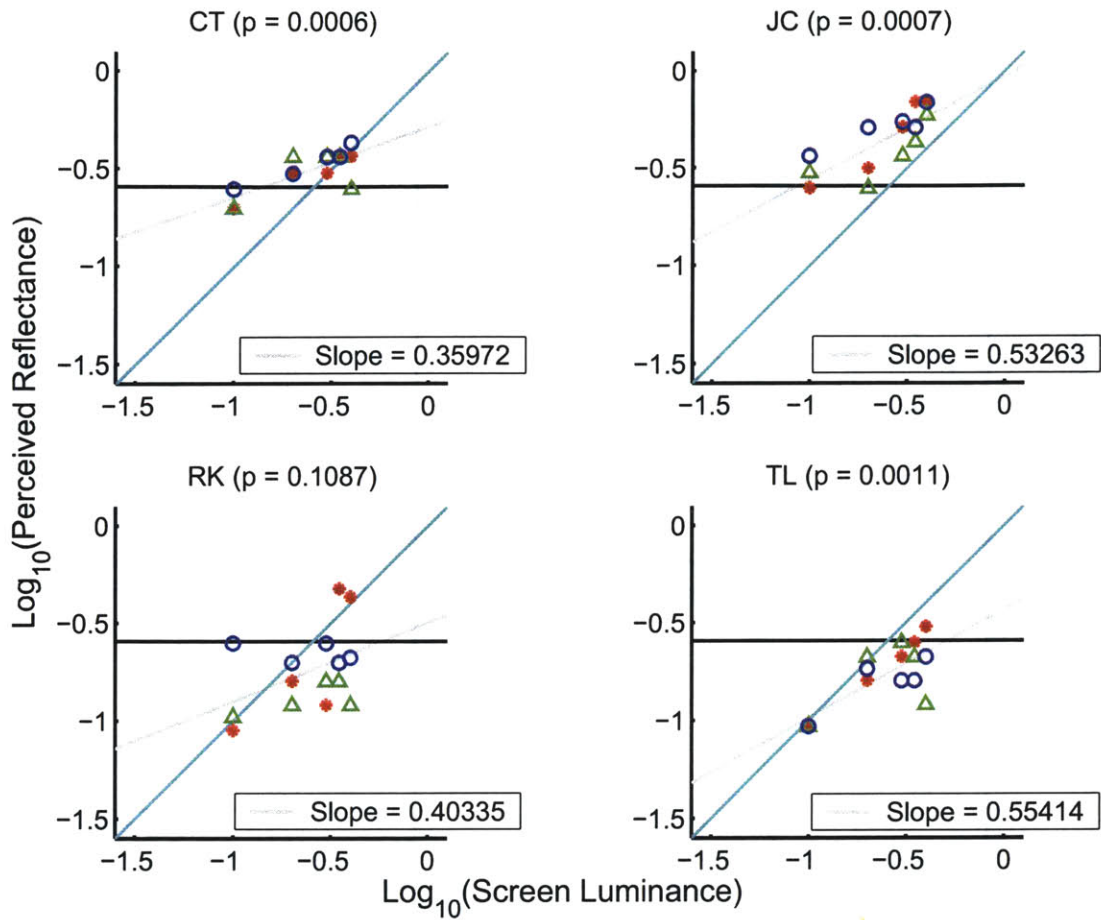 CT (p = 0.0006)
0
−0.5
−1
−1.5
−1.5 −1 −0.5 0
Slope = 0.35972
JC (p = 0.0007)
0
−0.5
−1
−1.5
−1.5 −1 −0.5 0
Slope = 0.53263
RK (p = 0.1087)
0
−0.5
−1
−1.5
−1.5 −1 −0.5 0
Slope = 0.40335
TL (p = 0.0011)
0
−0.5
−1
−1.5
−1.5 −1 −0.5 0
Slope = 0.55414
Log10(Perceived Reflectance)
Log10(Screen Luminance)